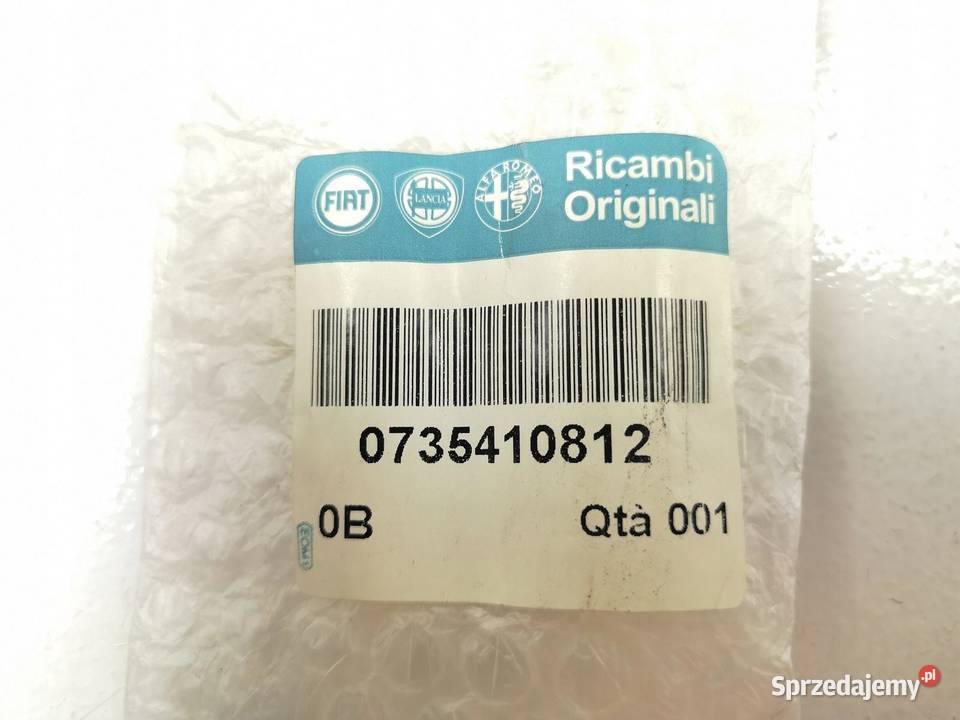 FIAT
LANCIA
ALFA ROMEO
Ricambi
Originali
0735410812
0B
Qtà 001
Sprzedajemy.pl